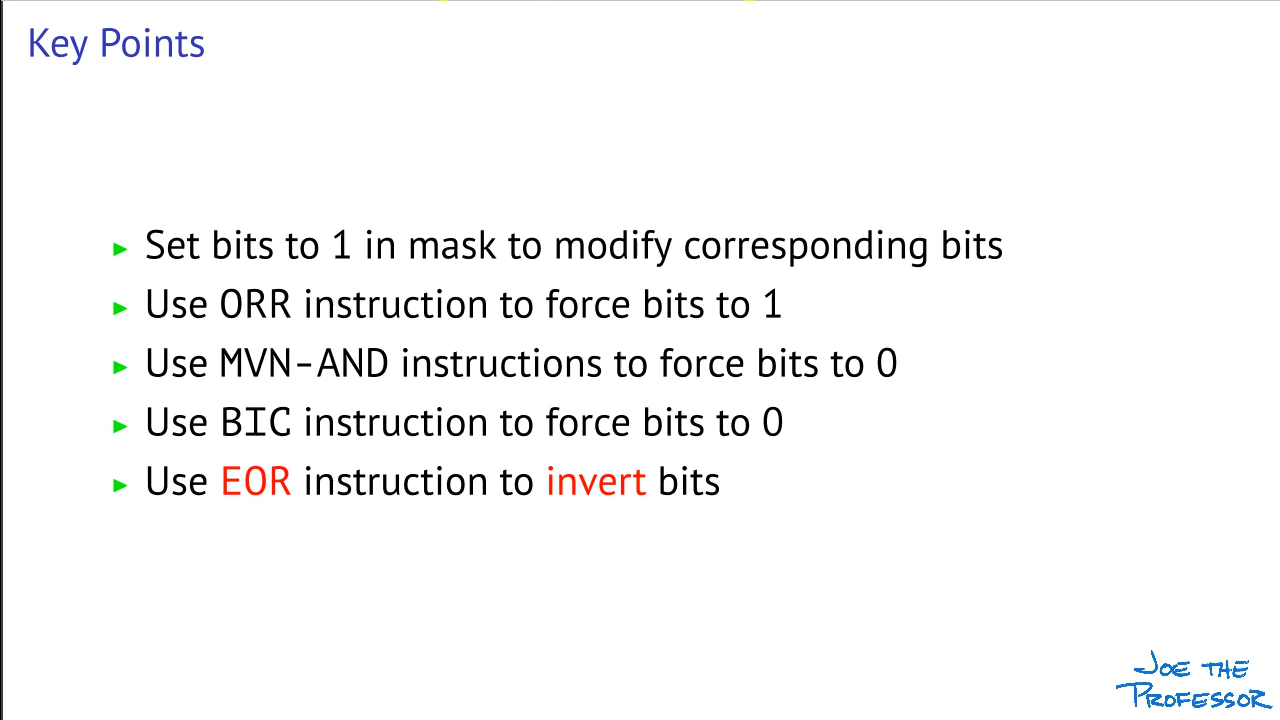 Key Points
Set bits to 1 in mask to modify corresponding bits
Use ORR instruction to force bits to 1
Use MVN-AND instructions to force bits to 0
Use BIC instruction to force bits to 0
Use EOR instruction to invert bits
JOE THE
PROFESSOR